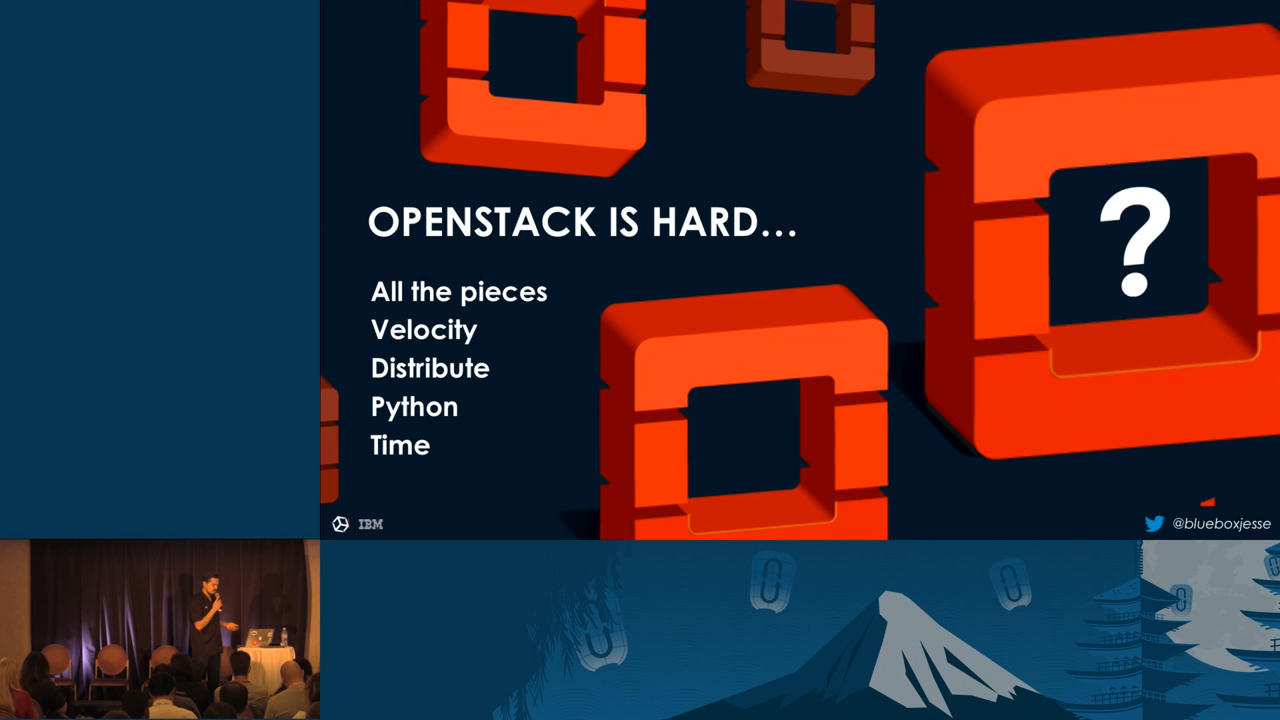 OPENSTACK IS HARD...
?
All the pieces
Velocity
Distribute
Python
Time
IBM
@blueboxjesse